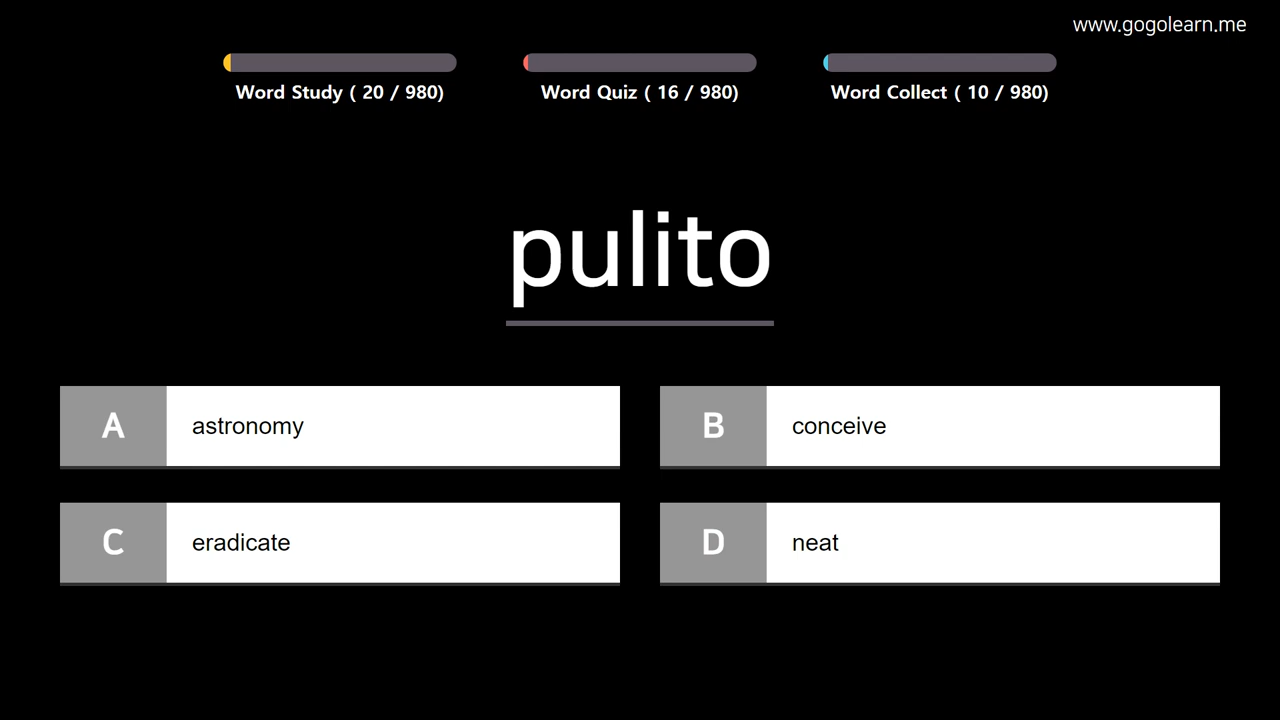 www.gogolearn.me
Word Study ( 20 / 980)
Word Quiz ( 16 / 980)
Word Collect ( 10 / 980)
pulito
A astronomy
B conceive
C eradicate
D neat